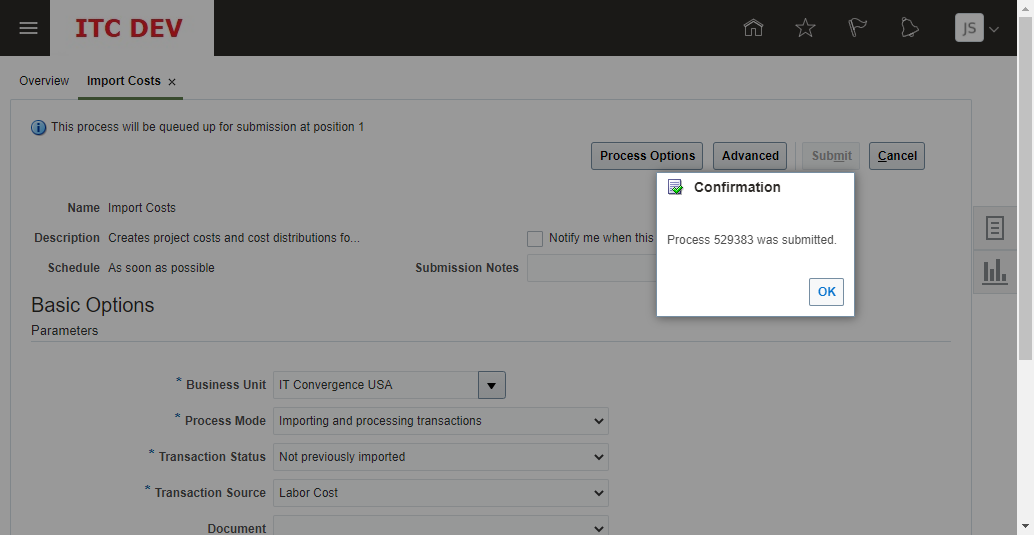 ITC DEV
JS
Overview Import Costs ×
This process will be queued up for submission at position 1
Process Options Advanced Submit Cancel
Confirmation
Name Import Costs
Description Creates project costs and cost distributions fo...
Notify me when this
Process 529383 was submitted.
Schedule As soon as possible
Submission Notes
OK
Basic Options
Parameters
* Business Unit IT Convergence USA
* Process Mode Importing and processing transactions
* Transaction Status Not previously imported
* Transaction Source Labor Cost
Document